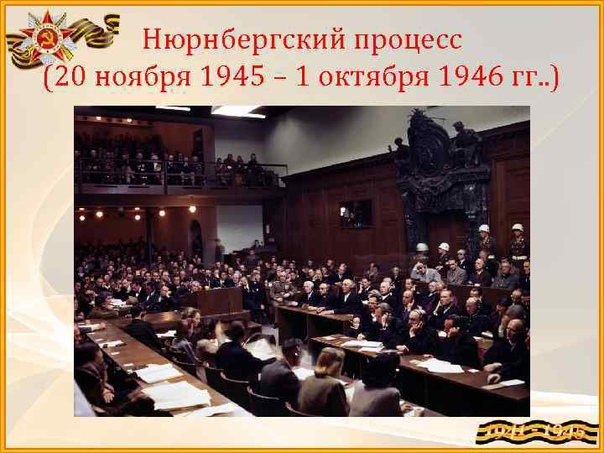 Нюрнбергский процесс
(20 ноября 1945 – 1 октября 1946 гг..)
1941 - 1945